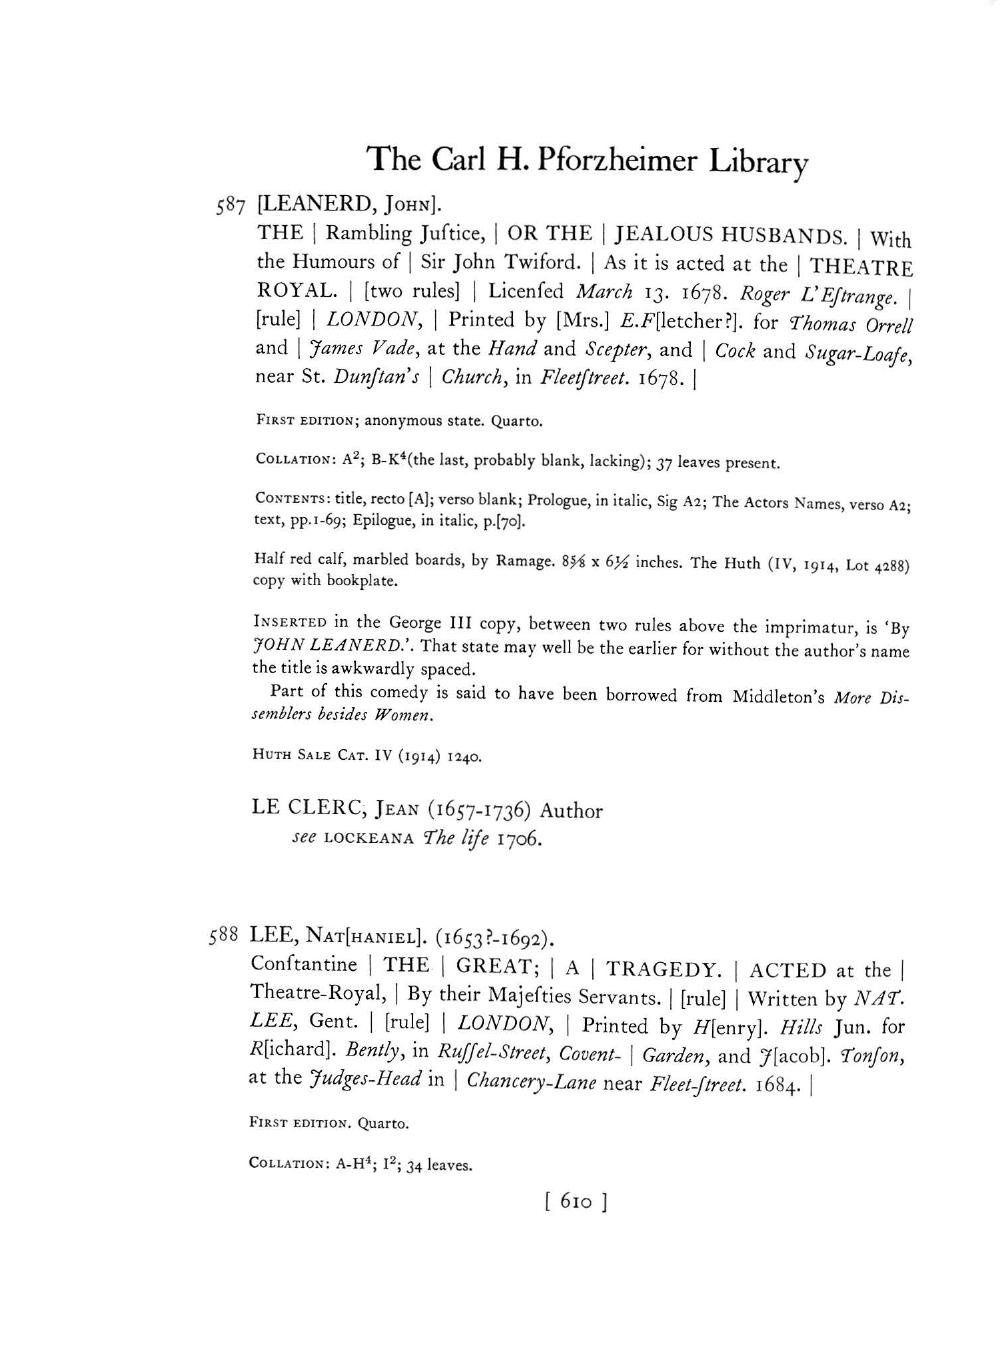 The Carl H. Pforzheimer Library
587 [LEANERD, John].
THE | Rambling Juſtice, | OR THE | JEALOUS HUSBANDS. | With
the Humours of | Sir John Twiford. | As it is acted at the | THEATRE
ROYAL. | [two rules] | Licenſed March 13. 1678. Roger L'Eſtrange. |
[rule] | LONDON, | Printed by [Mrs.] E.F[letcher?]. for Thomas Orrell
and | James Vade, at the Hand and Scepter, and | Cock and Sugar-Loafe,
near St. Dunſtan's | Church, in Fleetſtreet. 1678. |
First edition; anonymous state. Quarto.
Collation: A²; B-K⁴(the last, probably blank, lacking); 37 leaves present.
Contents: title, recto [A]; verso blank; Prologue, in italic, Sig A2; The Actors Names, verso A2;
text, pp.1-69; Epilogue, in italic, p.[70].
Half red calf, marbled boards, by Ramage. 8⅝ x 6½ inches. The Huth (IV, 1914, Lot 4288)
copy with bookplate.
Inserted in the George III copy, between two rules above the imprimatur, is 'By
JOHN LEANERD.'. That state may well be the earlier for without the author's name
the title is awkwardly spaced.
Part of this comedy is said to have been borrowed from Middleton's More Dis-
semblers besides Women.
Huth Sale Cat. IV (1914) 1240.
LE CLERC, Jean (1657-1736) Author
see LOCKEANA The life 1706.
588 LEE, Nat[haniel]. (1653?-1692).
Conſtantine | THE | GREAT; | A | TRAGEDY. | ACTED at the |
Theatre-Royal, | By their Majeſties Servants. | [rule] | Written by NAT.
LEE, Gent. | [rule] | LONDON, | Printed by H[enry]. Hills Jun. for
R[ichard]. Bently, in Ruſſel-Street, Covent- | Garden, and J[acob]. Tonſon,
at the Judges-Head in | Chancery-Lane near Fleet-ſtreet. 1684. |
First edition. Quarto.
Collation: A-H⁴; I²; 34 leaves.
[ 610 ]